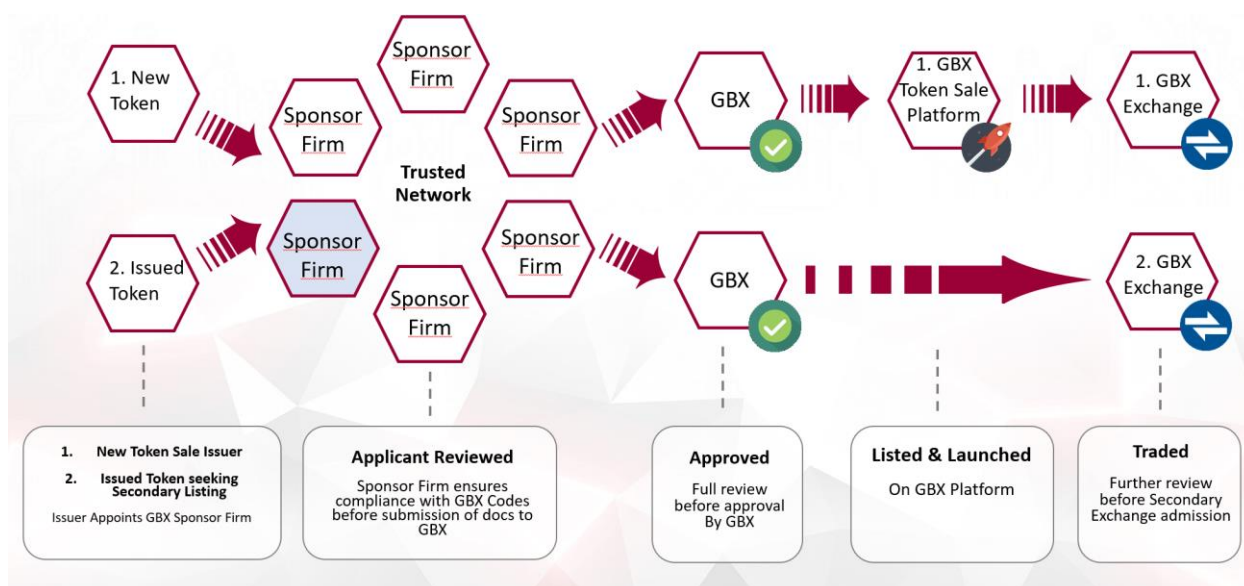 1. New
Token
Sponsor
Firm
Sponsor
Firm
Sponsor
Firm
Trusted
Network
GBX
1. GBX
Token Sale
Platform
1. GBX
Exchange
2. Issued
Token
Sponsor
Firm
Sponsor
Firm
Sponsor
Firm
GBX
2. GBX
Exchange
1. New Token Sale Issuer
2. Issued Token seeking
Secondary Listing
Issuer Appoints GBX Sponsor Firm
Applicant Reviewed
Sponsor Firm ensures
compliance with GBX Codes
before submission of docs to
GBX
Approved
Full review
before approval
By GBX
Listed & Launched
On GBX Platform
Traded
Further review
before Secondary
Exchange admission